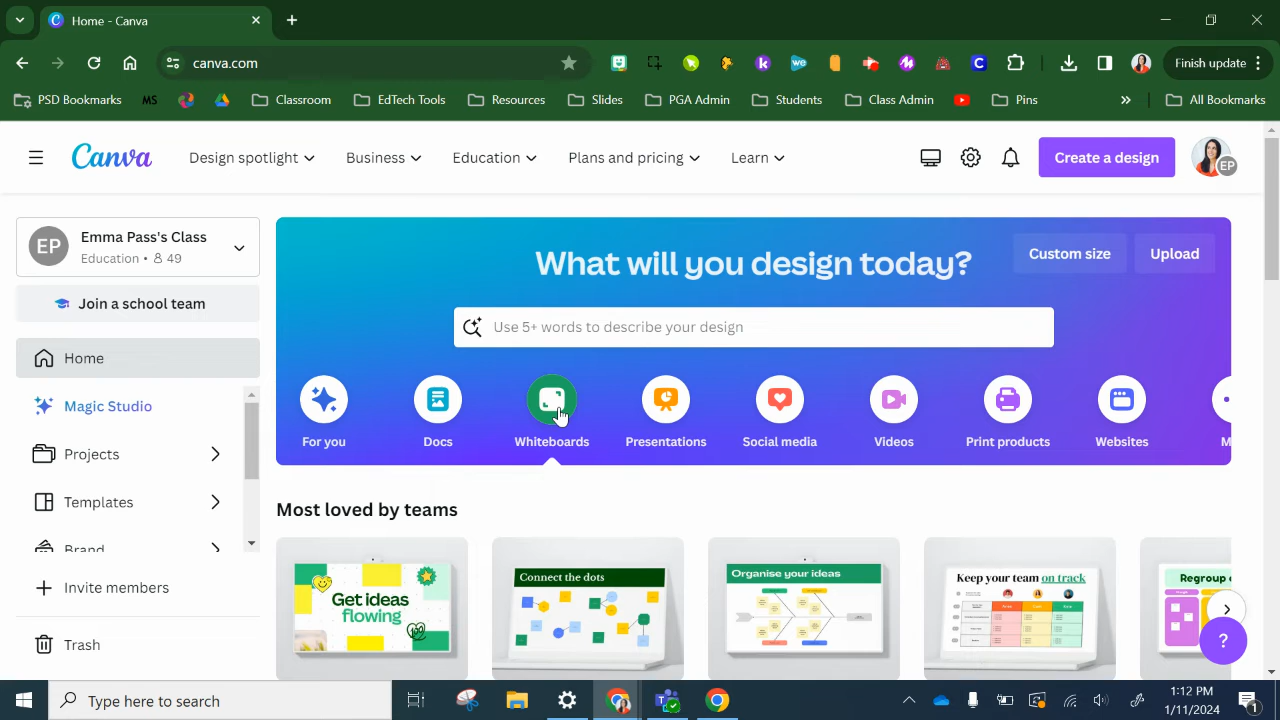 Home - Canva
canva.com
Finish update
PSD Bookmarks
MS
Classroom
EdTech Tools
Resources
Slides
PGA Admin
Students
Class Admin
Pins
All Bookmarks
Canva
Design spotlight
Business
Education
Plans and pricing
Learn
Create a design
EP
EP
Emma Pass's Class
Education • 49
Join a school team
Home
Magic Studio
Projects
Templates
Brand
Invite members
Trash
What will you design today?
Custom size
Upload
Use 5+ words to describe your design
For you
Docs
Whiteboards
Presentations
Social media
Videos
Print products
Websites
M
Most loved by teams
Get ideas
flowing
Connect the dots
Organise your ideas
Keep your team on track
Regroup
?
Type here to search
1:12 PM
1/11/2024
1